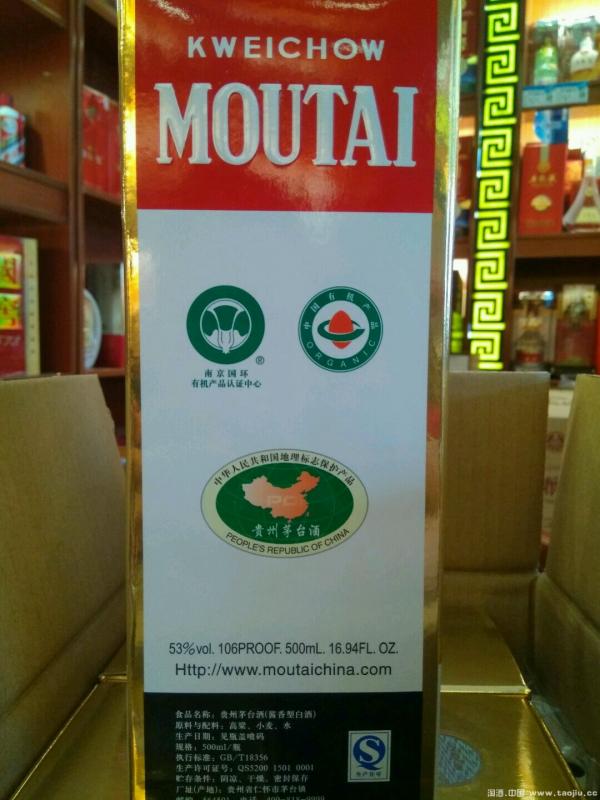 KWEICHOW
MOUTAI
中国有机产品
ORGANIC
®
南京国环
有机产品认证中心
中华人民共和国地理标志保护产品
PC
贵州茅台酒
PEOPLE'S REPUBLIC OF CHINA
53%vol. 106PROOF. 500mL. 16.94FL. OZ.
Http://www.moutaichina.com
食品名称：贵州茅台酒(酱香型白酒)
原料与配料：高粱、小麦、水
生产日期：见瓶盖喷码
规格：500ml/瓶
执行标准：GB/T18356
生产许可证号：QS5200 1501 0001
贮存条件：阴凉、干燥、密封保存
厂址(产地)：贵州省仁怀市茅台镇
生产许可
淘酒.中国·www.taojiu.cc